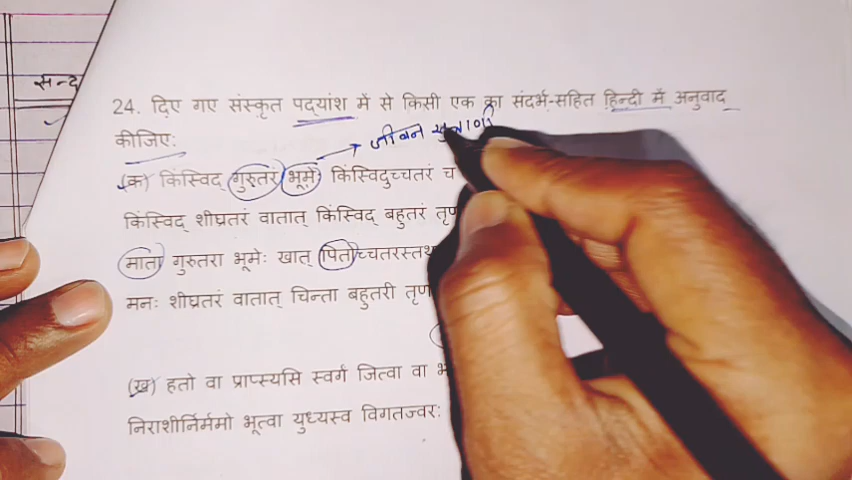 सन्द
24. दिए गए संस्कृत पद्यांश में से किसी एक का संदर्भ-सहित हिन्दी में अनुवाद
कीजिए:
जीवन
(क) किंस्विद् गुरुतरं भूमेः किंस्विदुच्चतरं च
किंस्विद् शीघ्रतरं वातात् किंस्विद् बहुतरं
माता गुरुतरा भूमेः खात् पितोच्चतरस्तथ
मनः शीघ्रतरं वातात् चिन्ता बहुतरी
(ख) हतो वा प्राप्स्यसि स्वर्गं जित्वा वा
निराशीर्निर्ममो भूत्वा युध्यस्व विगतज्वरः